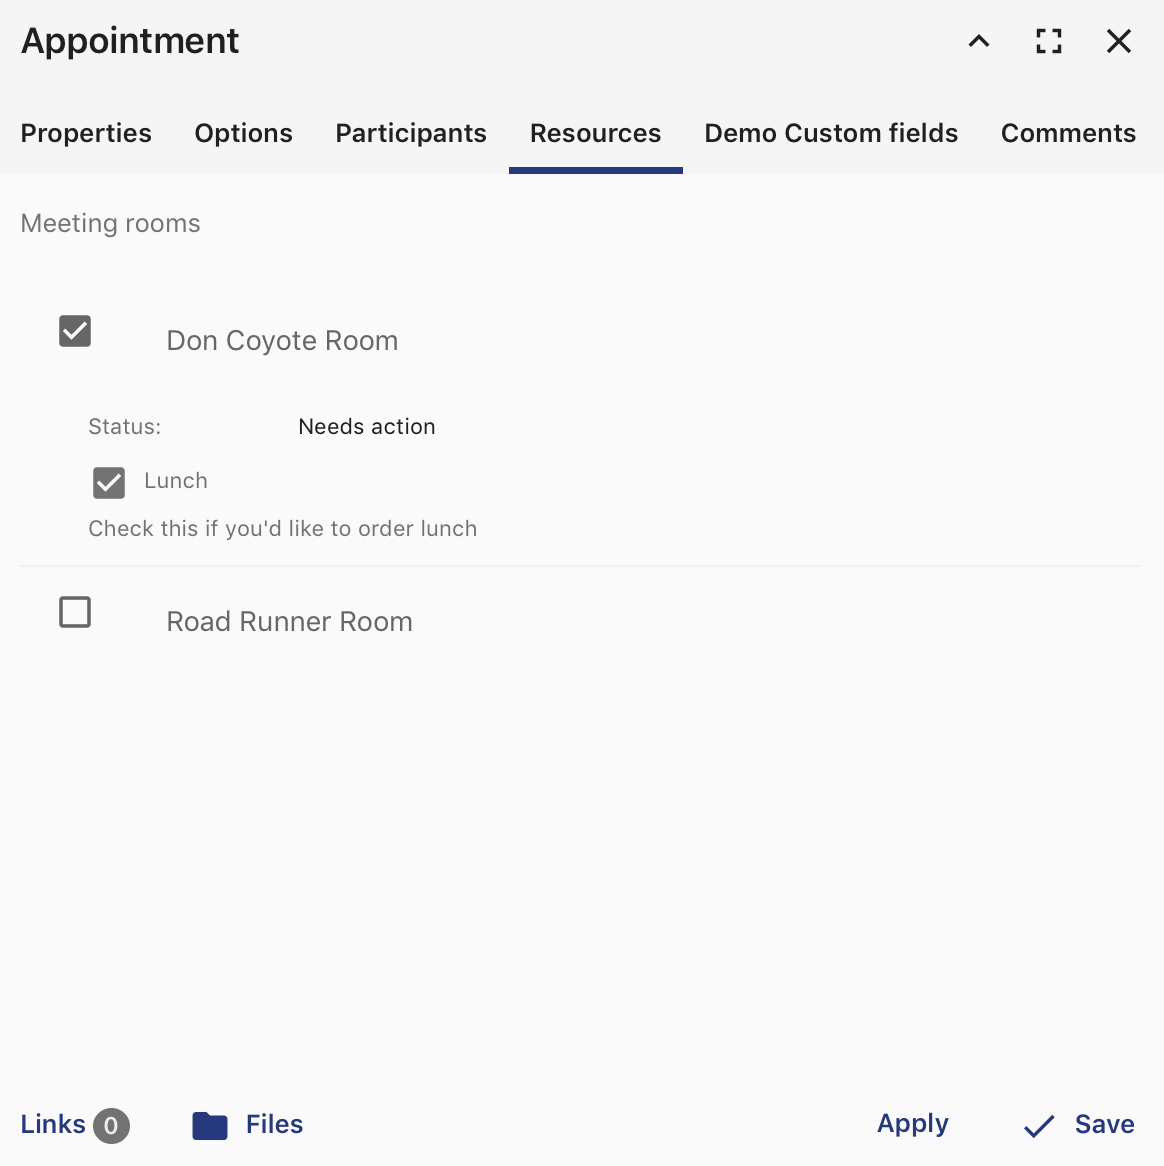 Appointment
Properties Options Participants Resources Demo Custom fields Comments
Meeting rooms
Don Coyote Room
Status: Needs action
Lunch
Check this if you'd like to order lunch
Road Runner Room
Links 0 Files Apply Save